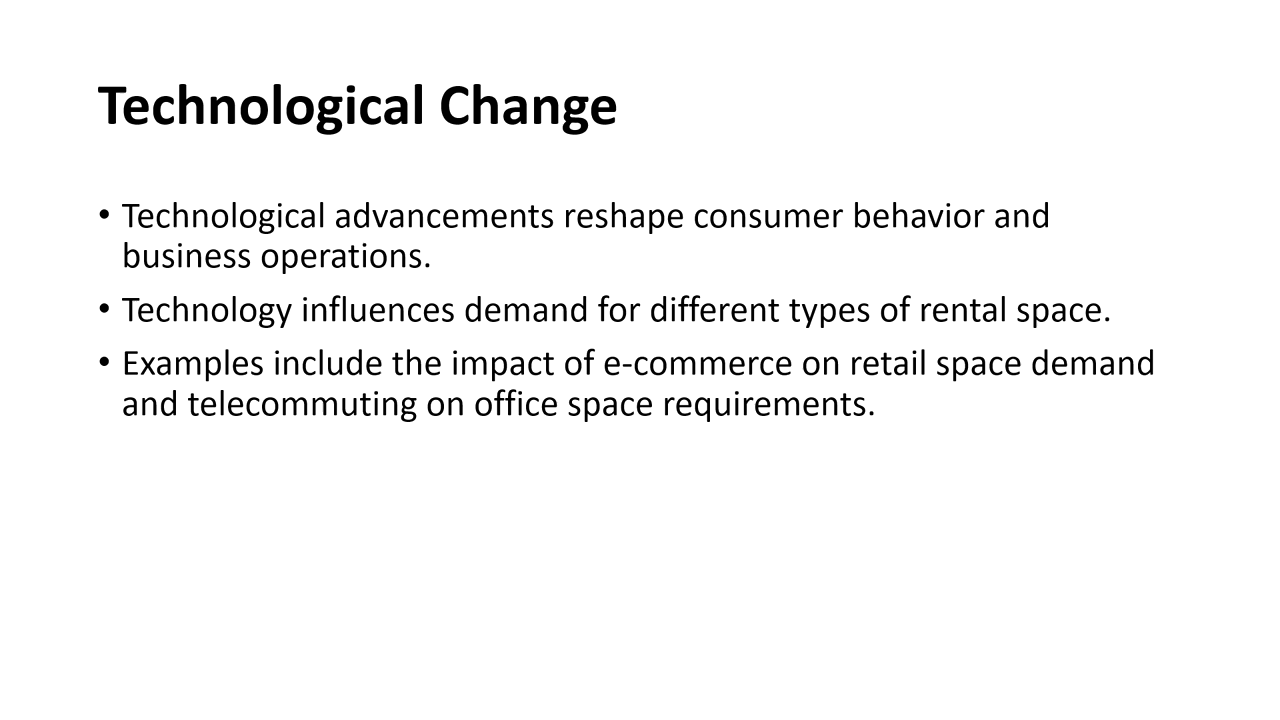 Technological Change
• Technological advancements reshape consumer behavior and
business operations.
• Technology influences demand for different types of rental space.
• Examples include the impact of e-commerce on retail space demand
and telecommuting on office space requirements.